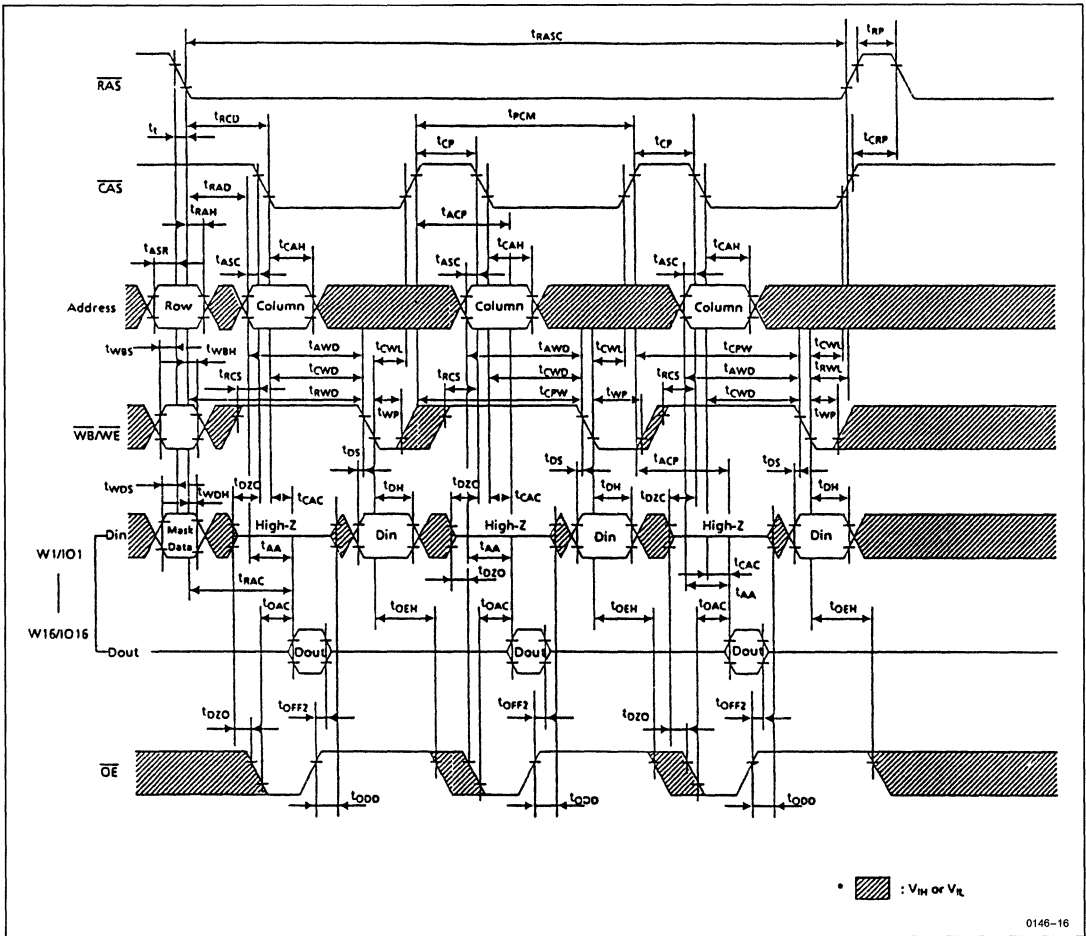 tRASC
tRP
RAS
tRCD
tPCM
tT
tCP
tCP
tCRP
CAS
tRAD
tRAH
tACP
tASR
tASC
tCAH
tASC
tCAH
tASC
tCAH
Address
Row
Column
Column
Column
tWBS
tWBH
tAWD
tCWL
tAWD
tCWL
tCPW
tCWL
tRCS
tCWD
tRCS
tCWD
tRCS
tAWD
tRWL
tRWD
tWP
tCPW
tWP
tCWD
tWP
WB/WE
tDS
tDS
tACP
tDS
tWDS
tWDH
tDZC
tCAC
tDH
tDZC
tCAC
tDH
tDZC
tDH
Din
Mask
Data
High-Z
Din
High-Z
Din
High-Z
Din
W1/IO1
tAA
tAA
tCAC
tRAC
tDZO
tAA
tOAC
tOEH
tOAC
tOEH
tOAC
tOEH
W16/IO16
Dout
Dout
Dout
Dout
tDZO
tOFF2
tOFF2
tDZO
tOFF2
OE
tODD
tODD
tODD
* : VIH or VIL
0146–16